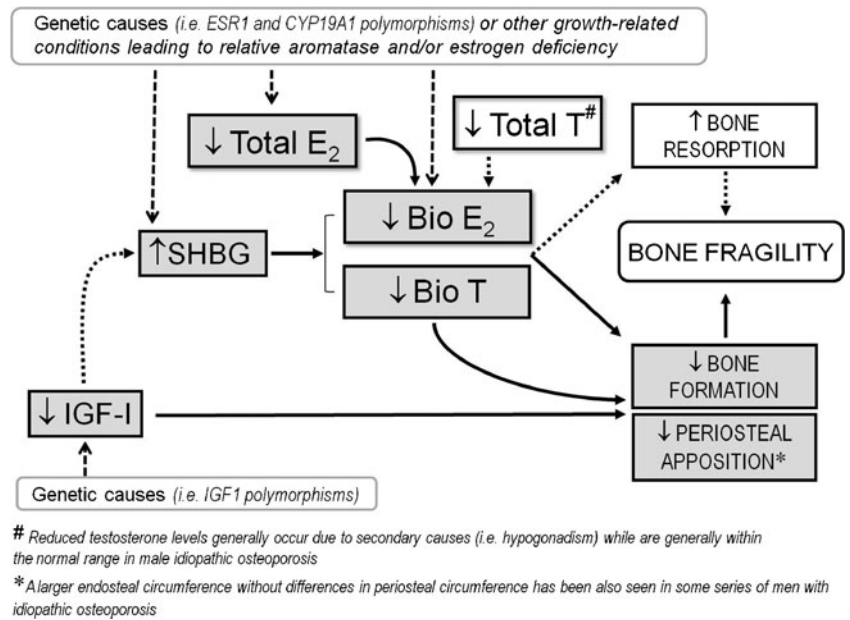 Genetic causes (i.e. ESR1 and CYP19A1 polymorphisms) or other growth-related
conditions leading to relative aromatase and/or estrogen deficiency
↓ Total E₂
↓ Total T#
↑ BONE
RESORPTION
↓ Bio E₂
↑SHBG
BONE FRAGILITY
↓ Bio T
↓ BONE
FORMATION
↓ IGF-I
↓ PERIOSTEAL
APPOSITION*
Genetic causes (i.e. IGF1 polymorphisms)
# Reduced testosterone levels generally occur due to secondary causes (i.e. hypogonadism) while are generally within
the normal range in male idiopathic osteoporosis
*A larger endosteal circumference without differences in periosteal circumference has been also seen in some series of men with
idiopathic osteoporosis